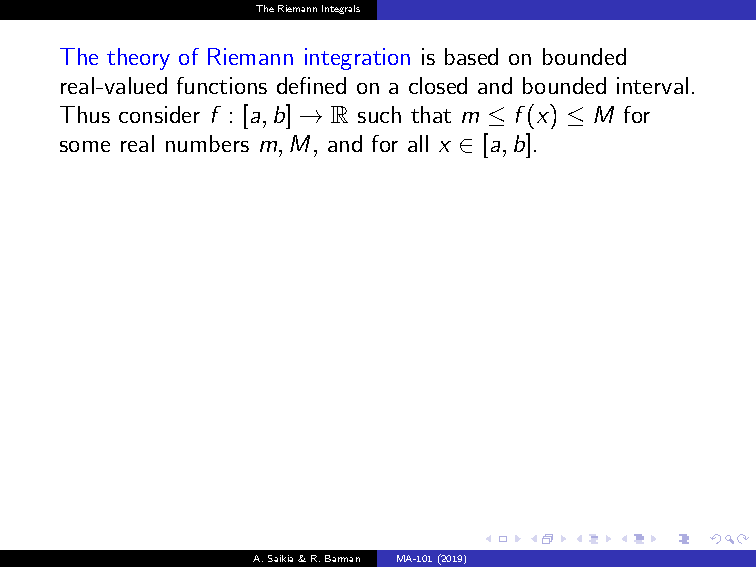 The Riemann Integrals
The theory of Riemann integration is based on bounded
real-valued functions defined on a closed and bounded interval.
Thus consider f : [a, b] → ℝ such that m ≤ f(x) ≤ M for
some real numbers m, M, and for all x ∈ [a, b].
A. Saikia & R. Barman MA-101 (2019)